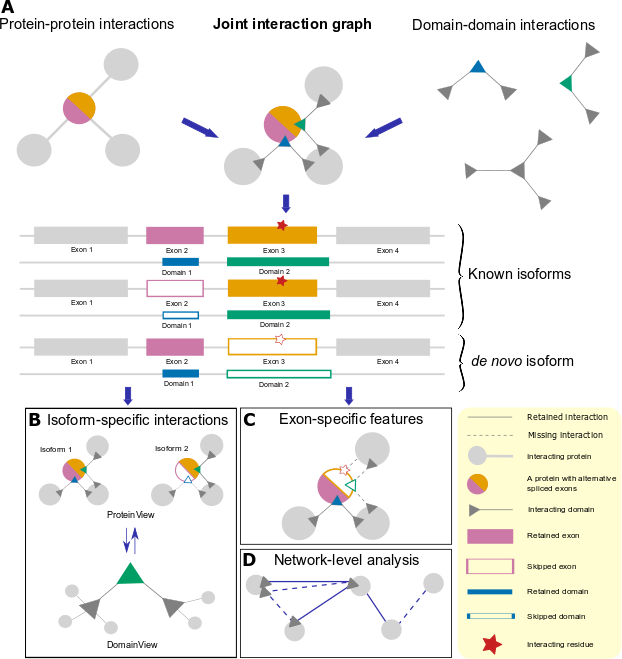 A
Protein-protein interactions
Joint interaction graph
Domain-domain interactions
Exon 1
Exon 2
Exon 3
Exon 4
Domain 1
Domain 2
Exon 1
Exon 2
Exon 3
Exon 4
Domain 1
Domain 2
Known isoforms
Exon 1
Exon 2
Exon 3
Exon 4
Domain 1
Domain 2
de novo isoform
B Isoform-specific interactions
Isoform 1
Isoform 2
ProteinView
DomainView
C Exon-specific features
D Network-level analysis
Retained interaction
Missing interaction
Interacting protein
A protein with alternative
spliced exons
Interacting domain
Retained exon
Skipped exon
Retained domain
Skipped domain
Interacting residue